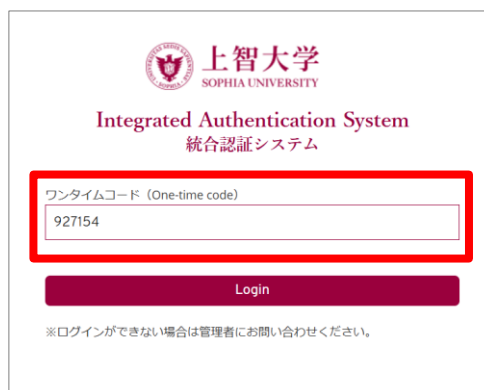 上智大学
SOPHIA UNIVERSITY
Integrated Authentication System
統合認証システム
ワンタイムコード（One-time code）
927154
Login
※ログインができない場合は管理者にお問い合わせください。